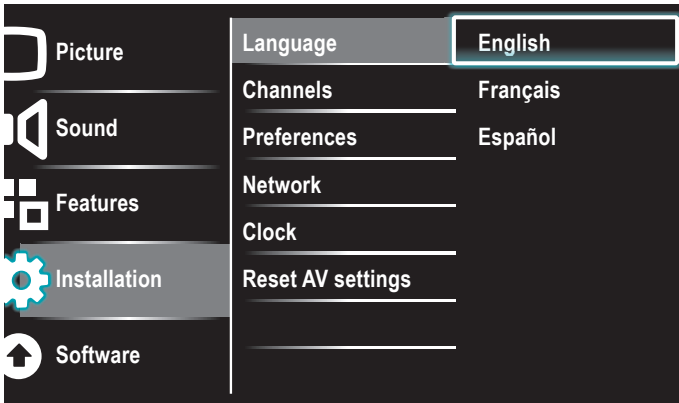 Picture
Sound
Features
Installation
Software
Language
Channels
Preferences
Network
Clock
Reset AV settings
English
Français
Español